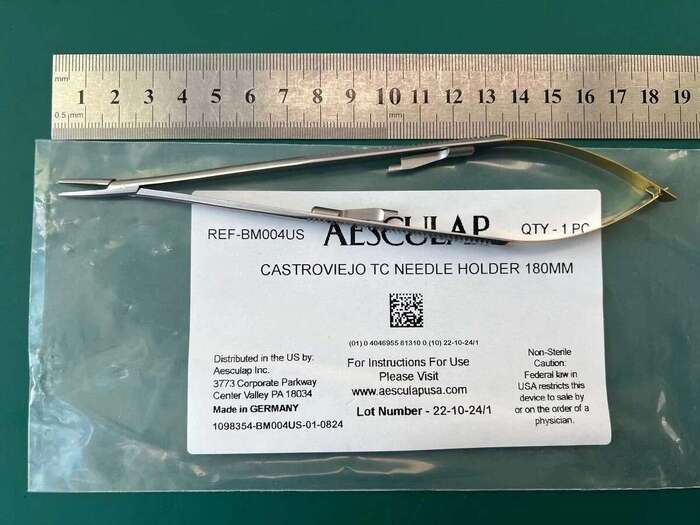 mm
1 2 3 4 5 6 7 8 9 10 11 12 13 14 15 16 17 18 19
0.5 mm
REF-BM004US AESCULAP QTY - 1 PC
CASTROVIEJO TC NEEDLE HOLDER 180MM
(01) 0 4046955 81310 0 (10) 22-10-24/1
Distributed in the US by:
Aesculap Inc.
3773 Corporate Parkway
Center Valley PA 18034
Made in GERMANY
1098354-BM004US-01-0824
For Instructions For Use
Please Visit
www.aesculapusa.com
Lot Number - 22-10-24/1
Non-Sterile
Caution:
Federal law in
USA restricts this
device to sale by
or on the order of a
physician.